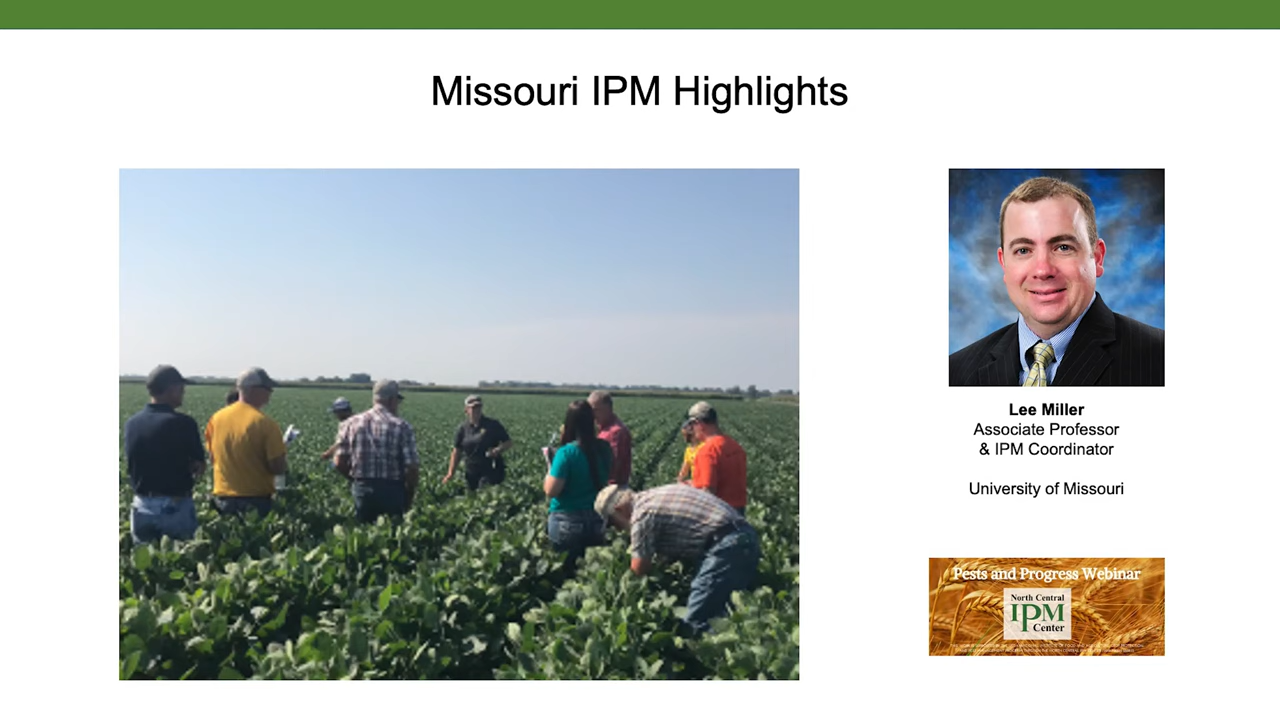 Missouri IPM Highlights
Lee Miller
Associate Professor
& IPM Coordinator
University of Missouri
Pests and Progress Webinar
North Central
IPM
Center